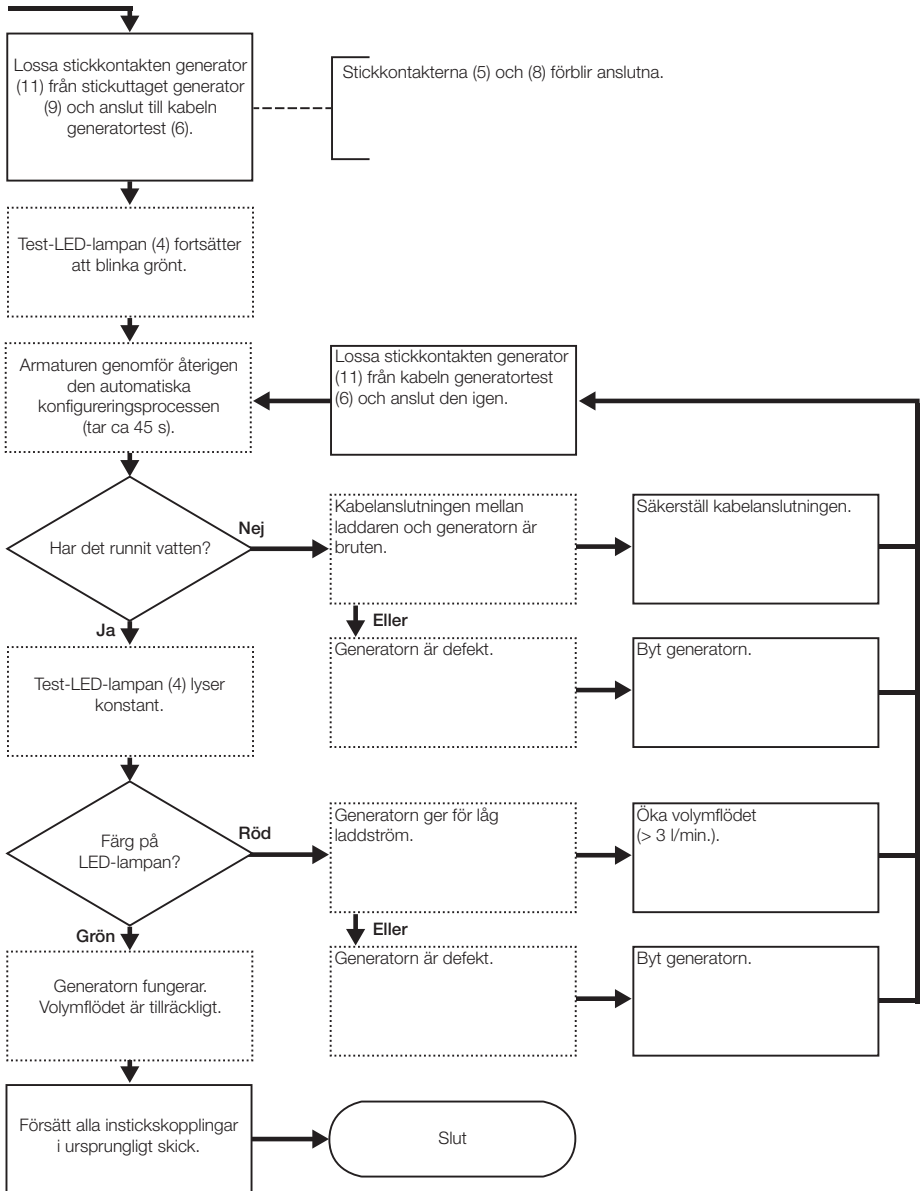 Lossa stickkontakten generator
(11) från stickuttaget generator
(9) och anslut till kabeln
generatortest (6).
Stickkontakterna (5) och (8) förblir anslutna.
Test-LED-lampan (4) fortsätter
att blinka grönt.
Armaturen genomför återigen
den automatiska
konfigureringsprocessen
(tar ca 45 s).
Lossa stickkontakten generator
(11) från kabeln generatortest
(6) och anslut den igen.
Har det runnit vatten?
Nej
Kabelanslutningen mellan
laddaren och generatorn är
bruten.
Säkerställ kabelanslutningen.
Ja
Eller
Test-LED-lampan (4) lyser
konstant.
Generatorn är defekt.
Byt generatorn.
Färg på
LED-lampan?
Röd
Generatorn ger för låg
laddström.
Öka volymflödet
(> 3 l/min.).
Grön
Eller
Generatorn fungerar.
Volymflödet är tillräckligt.
Generatorn är defekt.
Byt generatorn.
Försätt alla instickskopplingar
i ursprungligt skick.
Slut